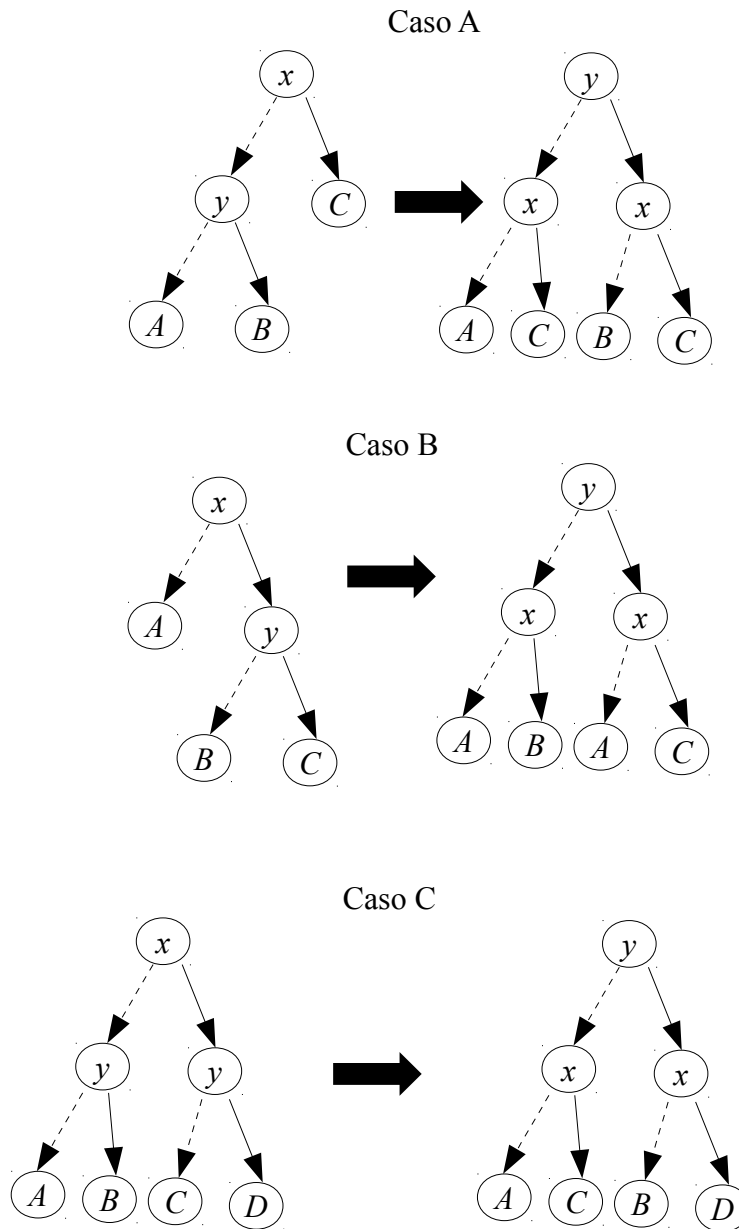 Caso A
x y
y C x x
A B A C B C
Caso B
x y
A y x x
B C A B A C
Caso C
x y
y y x x
A B C D A C B D